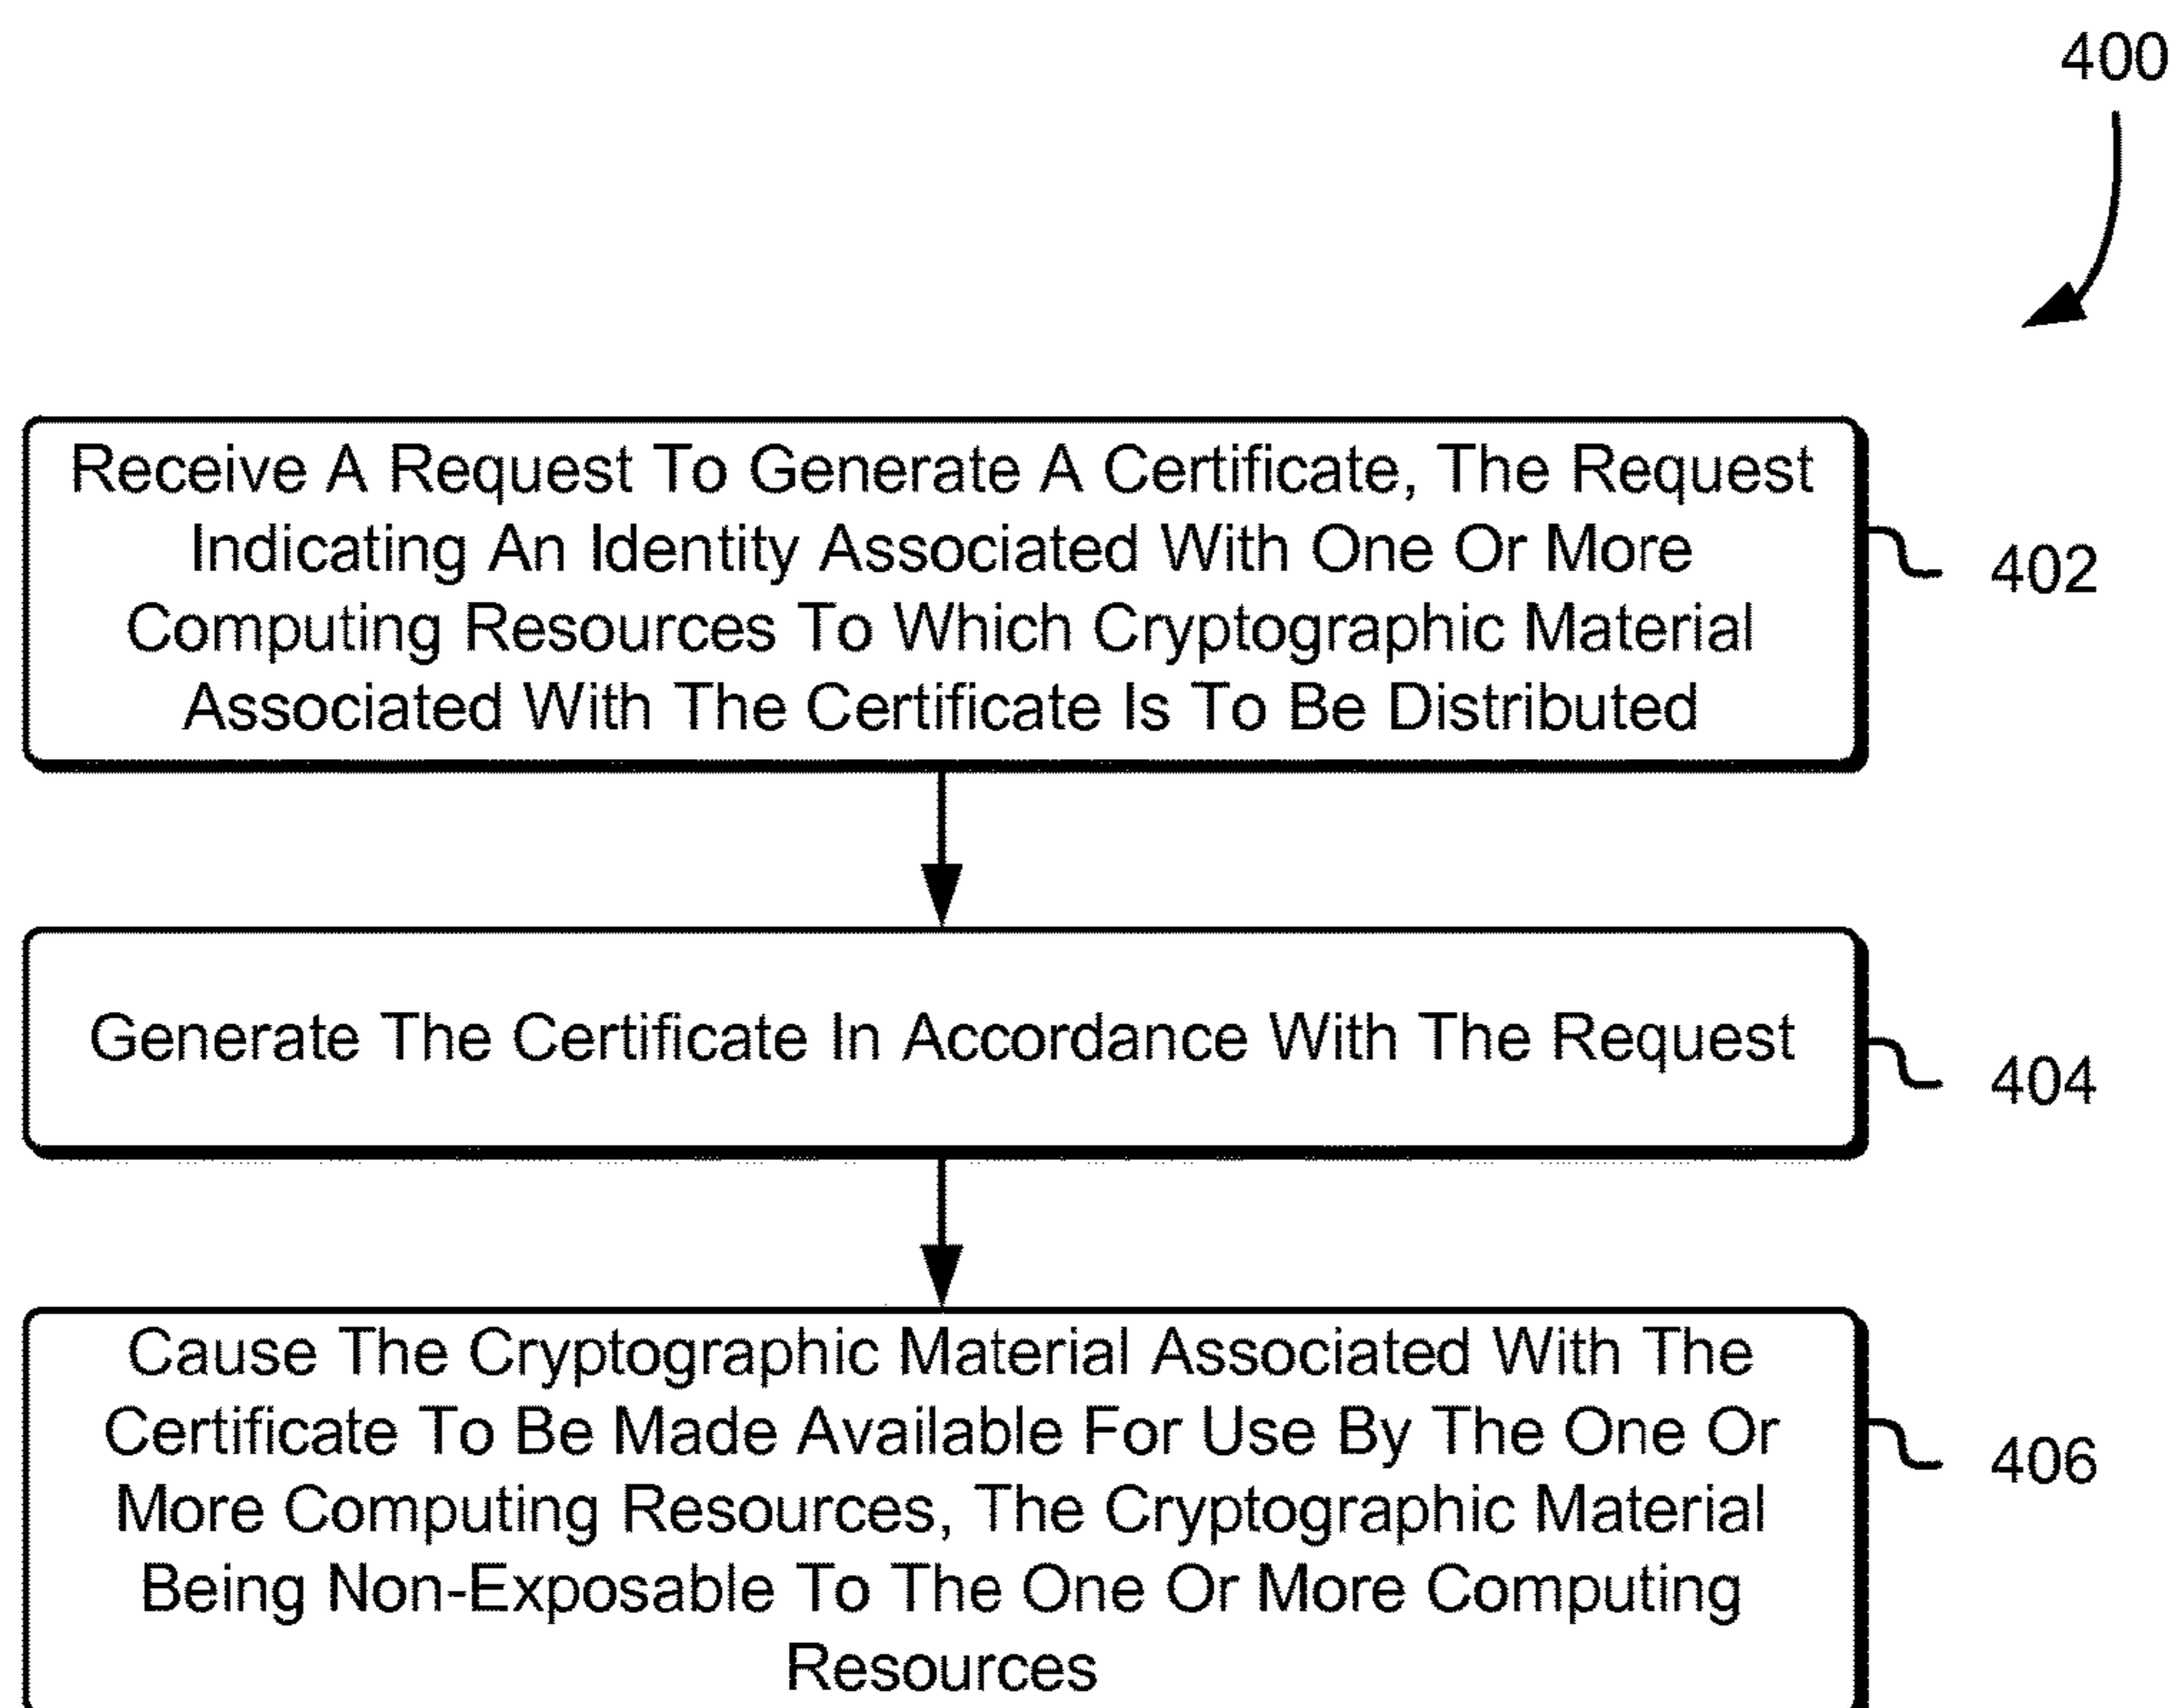 400
Receive A Request To Generate A Certificate, The Request
Indicating An Identity Associated With One Or More
Computing Resources To Which Cryptographic Material
Associated With The Certificate Is To Be Distributed
402
Generate The Certificate In Accordance With The Request
404
Cause The Cryptographic Material Associated With The
Certificate To Be Made Available For Use By The One Or
More Computing Resources, The Cryptographic Material
Being Non-Exposable To The One Or More Computing
Resources
406